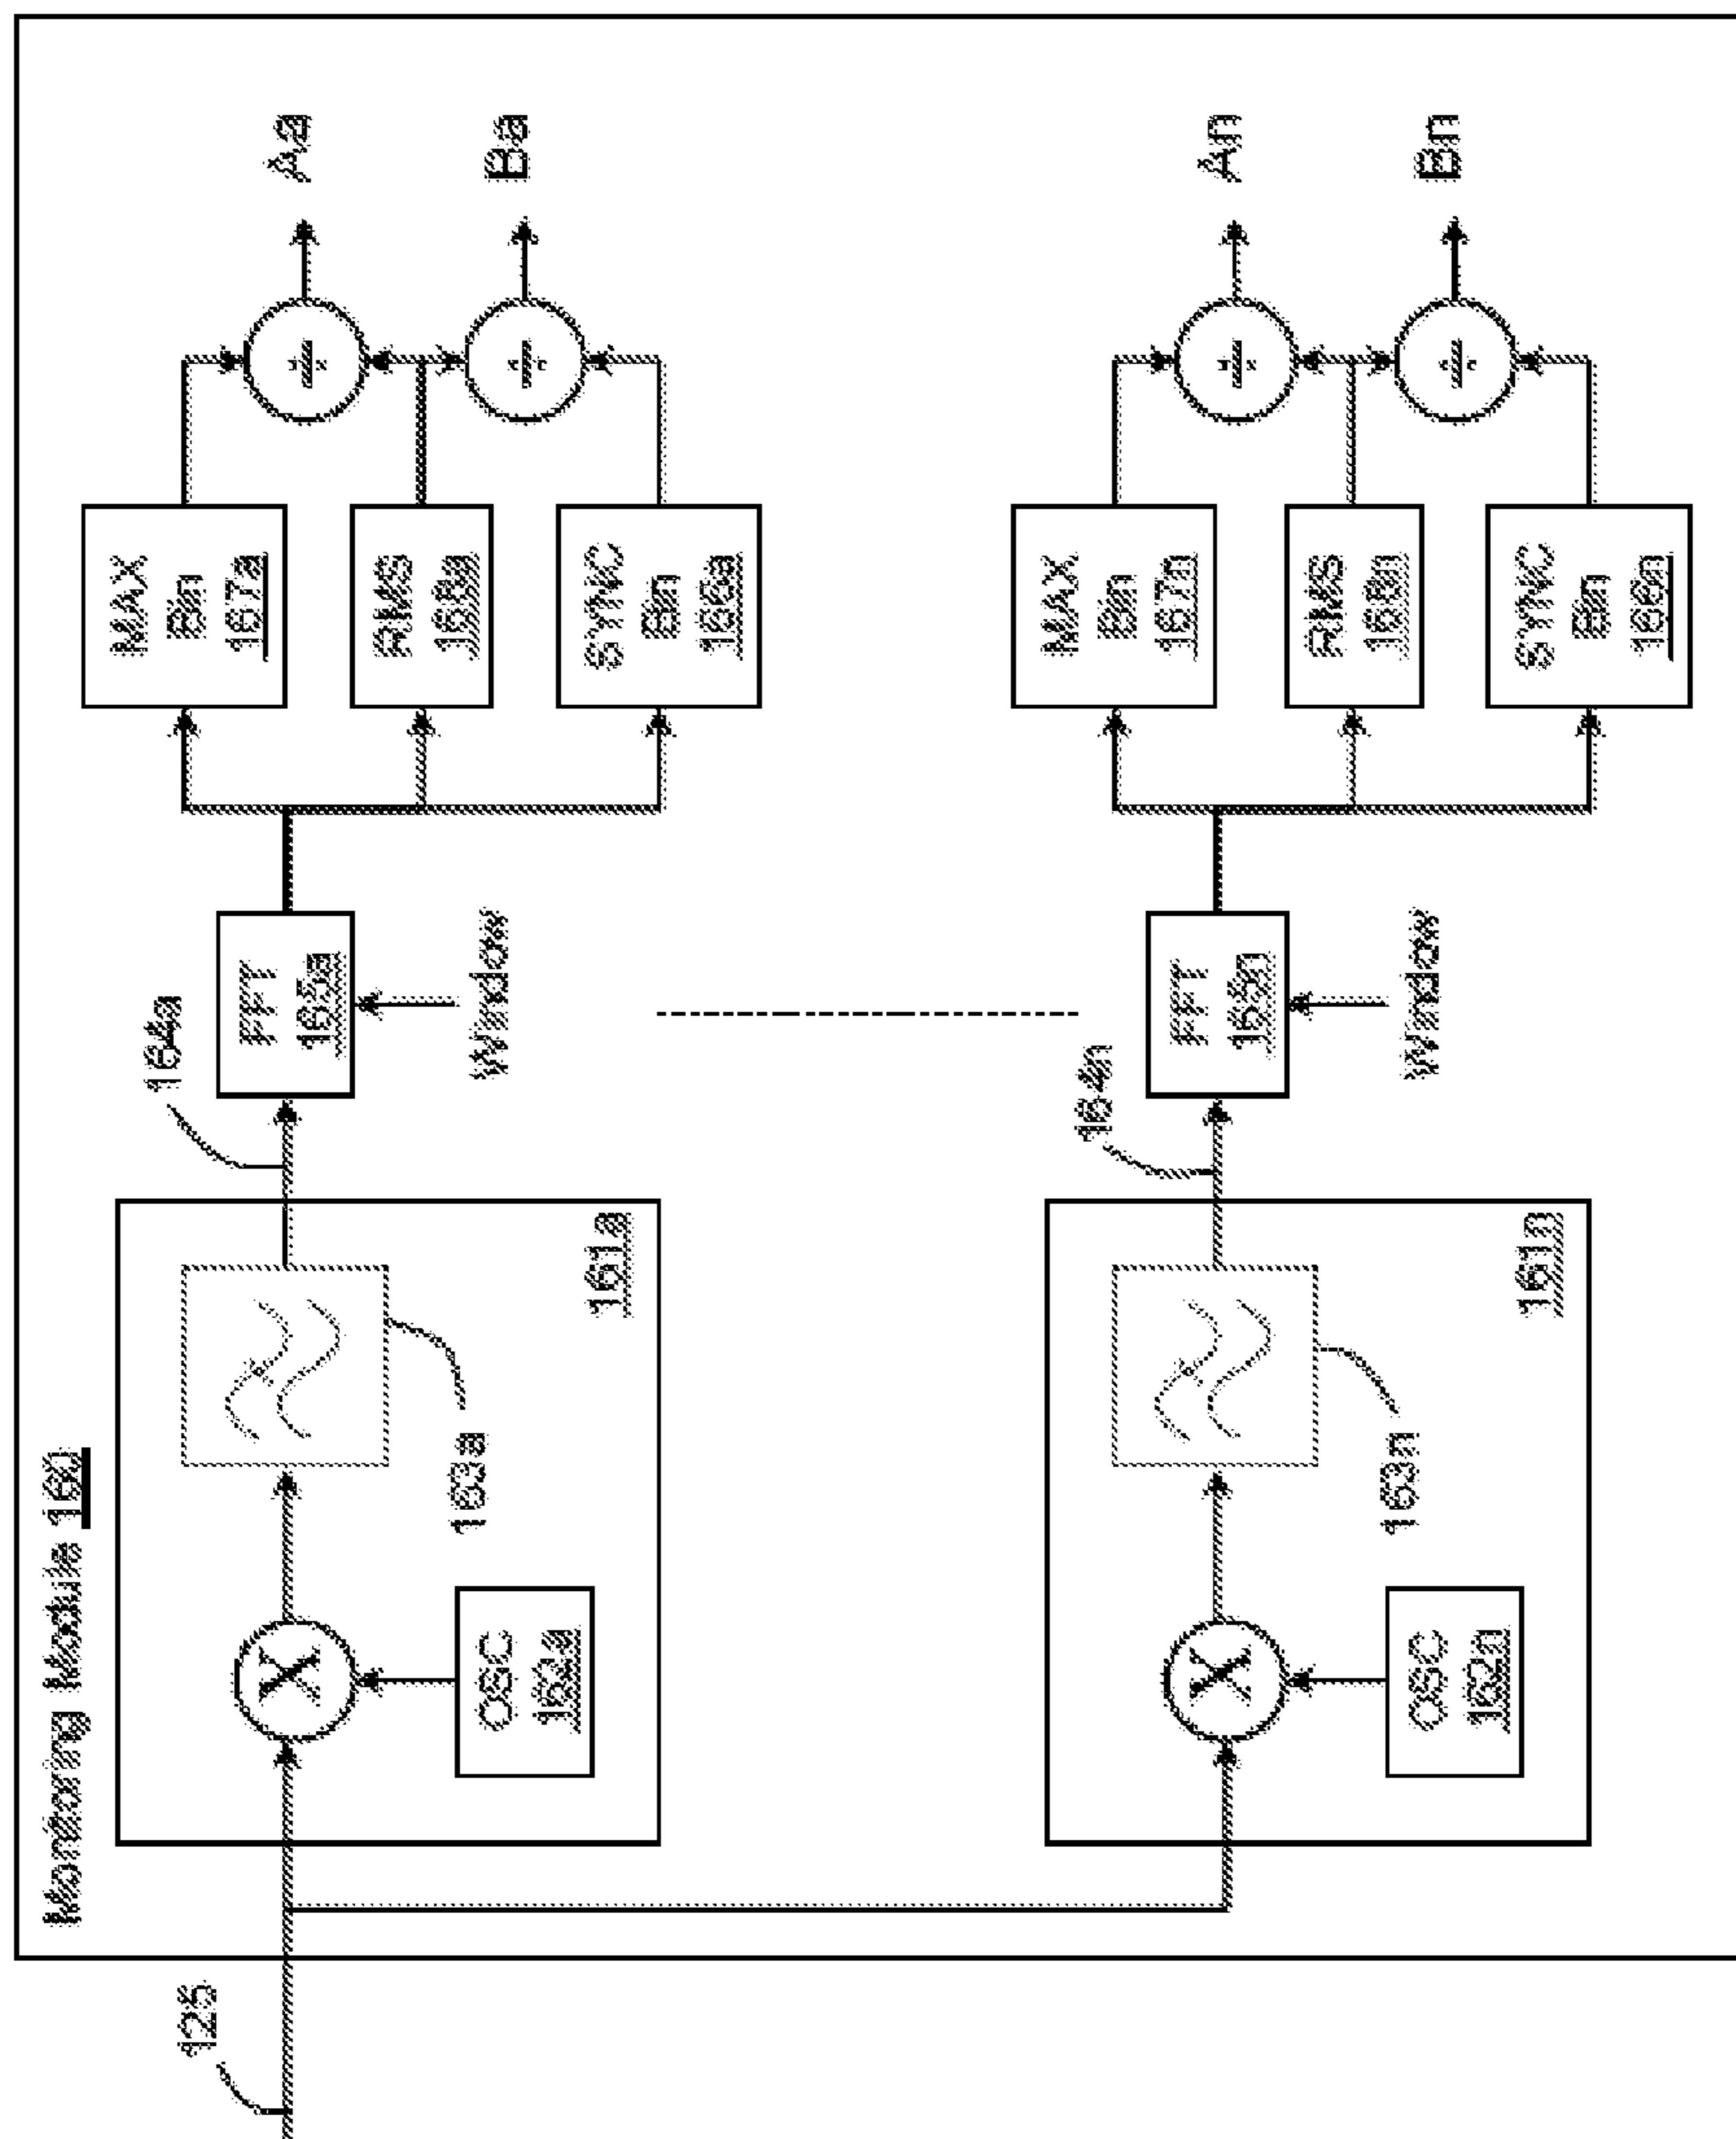 Monitoring Module 160
125
161a
X
OSC
162a
163a
164a
FFT
165a
Window
MAX
Bin
167a
RMS
168a
SYNC
Bin
166a
÷
÷
Aa
Ba
161n
X
OSC
162n
163n
164n
FFT
165n
Window
MAX
Bin
167n
RMS
168n
SYNC
Bin
166n
÷
÷
An
Bn